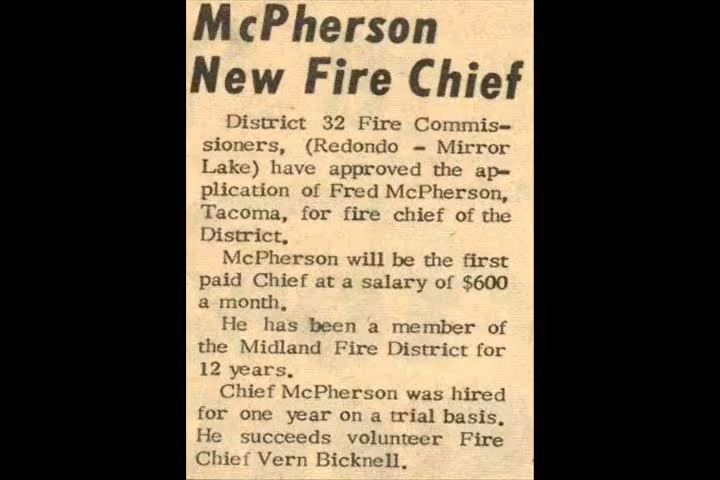 McPherson
New Fire Chief
District 32 Fire Commis-
sioners, (Redondo - Mirror
Lake) have approved the ap-
plication of Fred McPherson,
Tacoma, for fire chief of the
District.
McPherson will be the first
paid Chief at a salary of $600
a month.
He has been a member of
the Midland Fire District for
12 years.
Chief McPherson was hired
for one year on a trial basis.
He succeeds volunteer Fire
Chief Vern Bicknell.